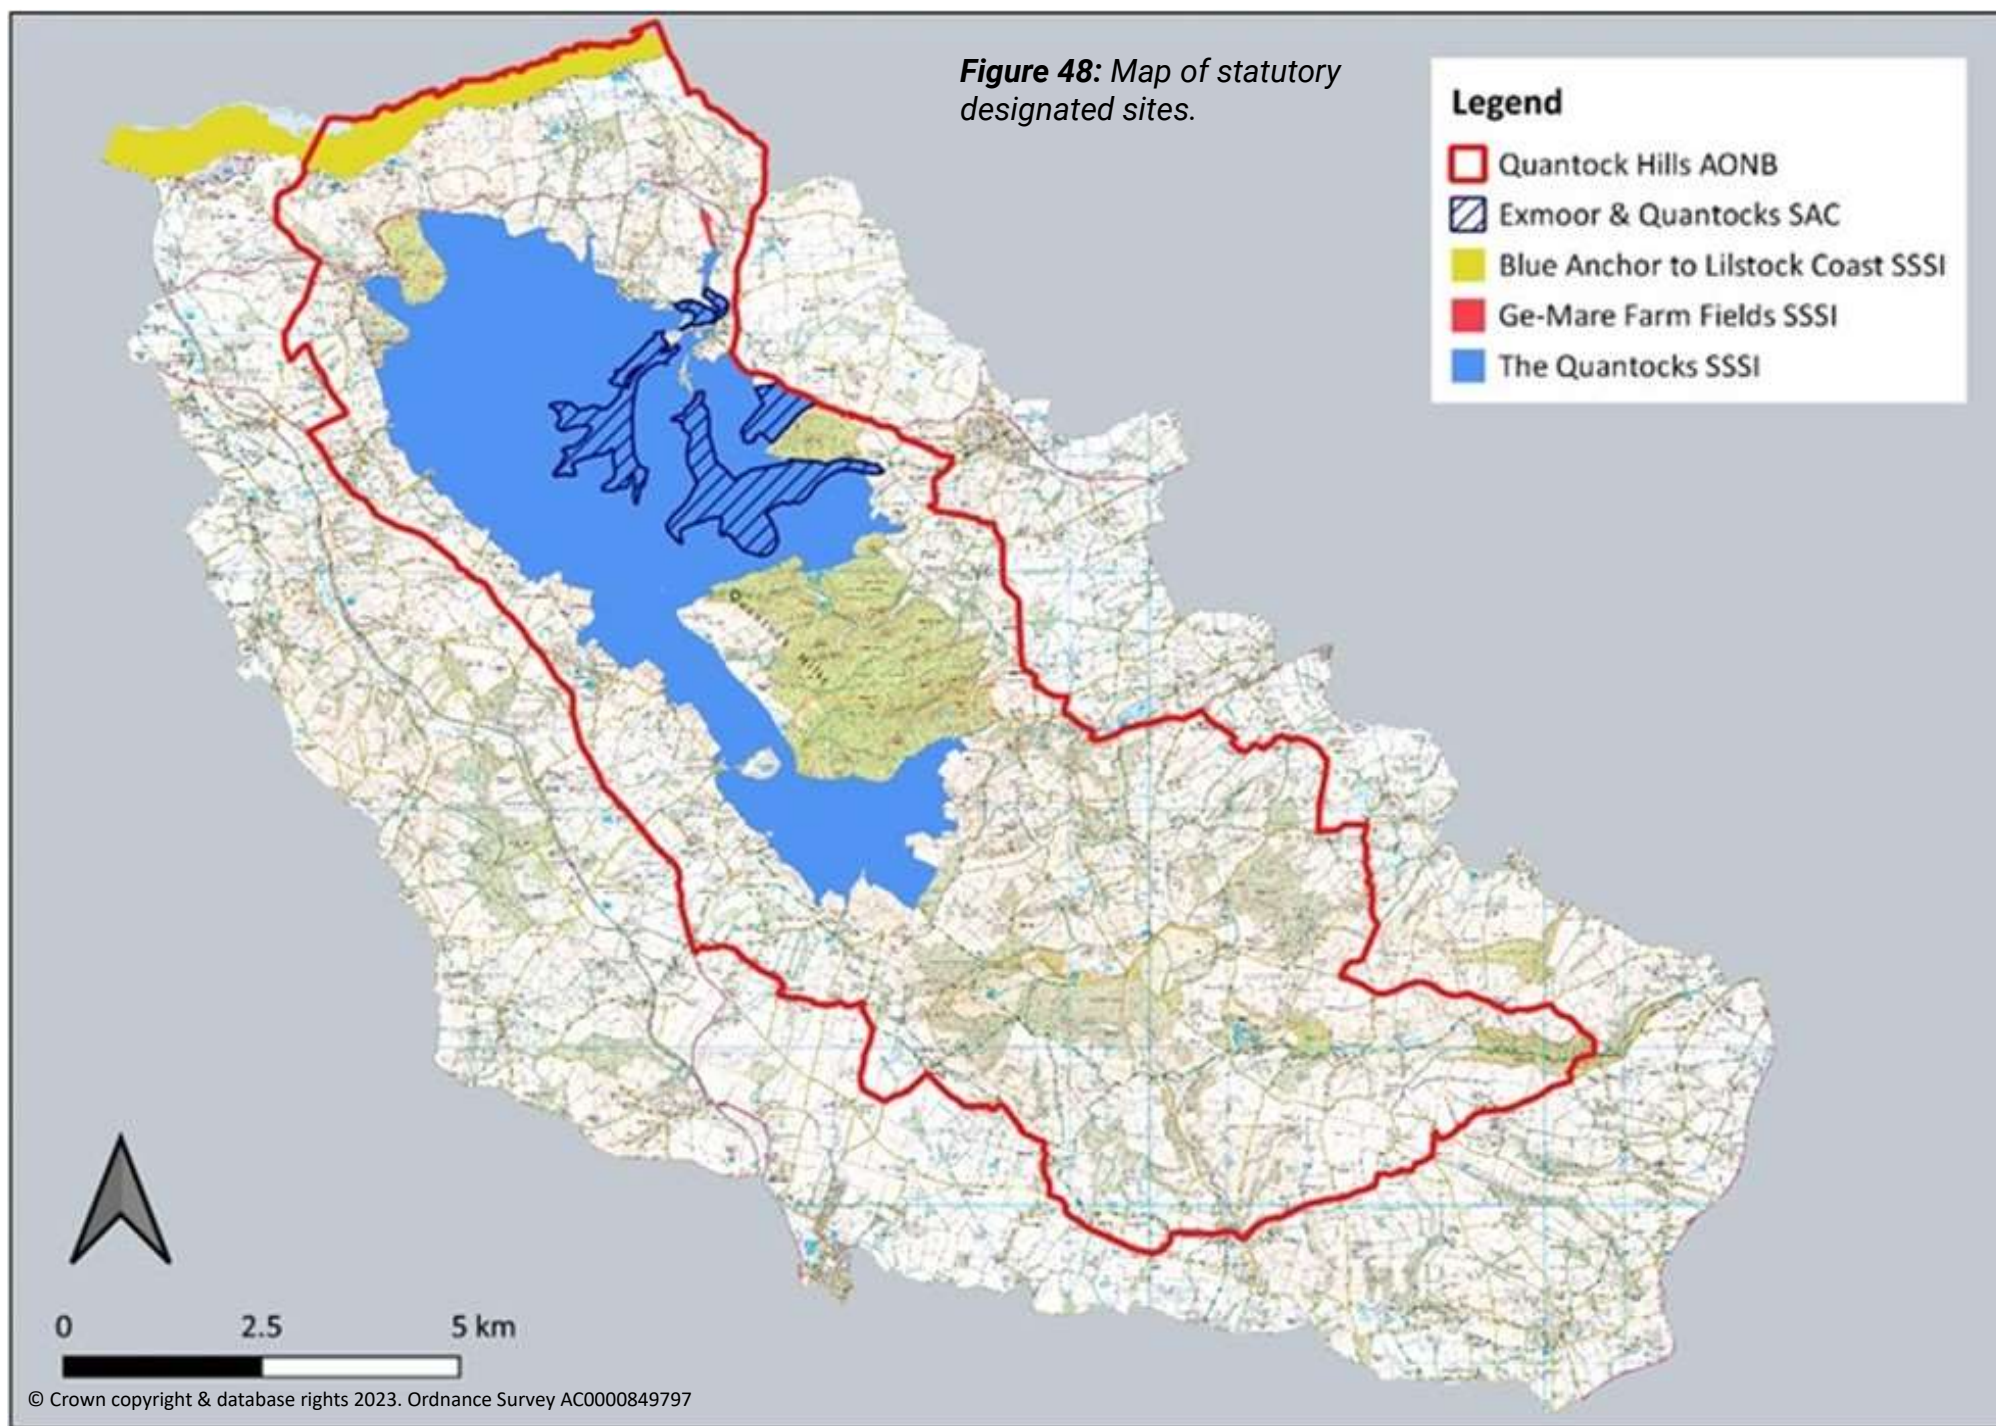 Figure 48: Map of statutory
designated sites.
Legend
Quantock Hills AONB
Exmoor & Quantocks SAC
Blue Anchor to Lilstock Coast SSSI
Ge-Mare Farm Fields SSSI
The Quantocks SSSI
0 2.5 5 km
© Crown copyright & database rights 2023. Ordnance Survey AC0000849797